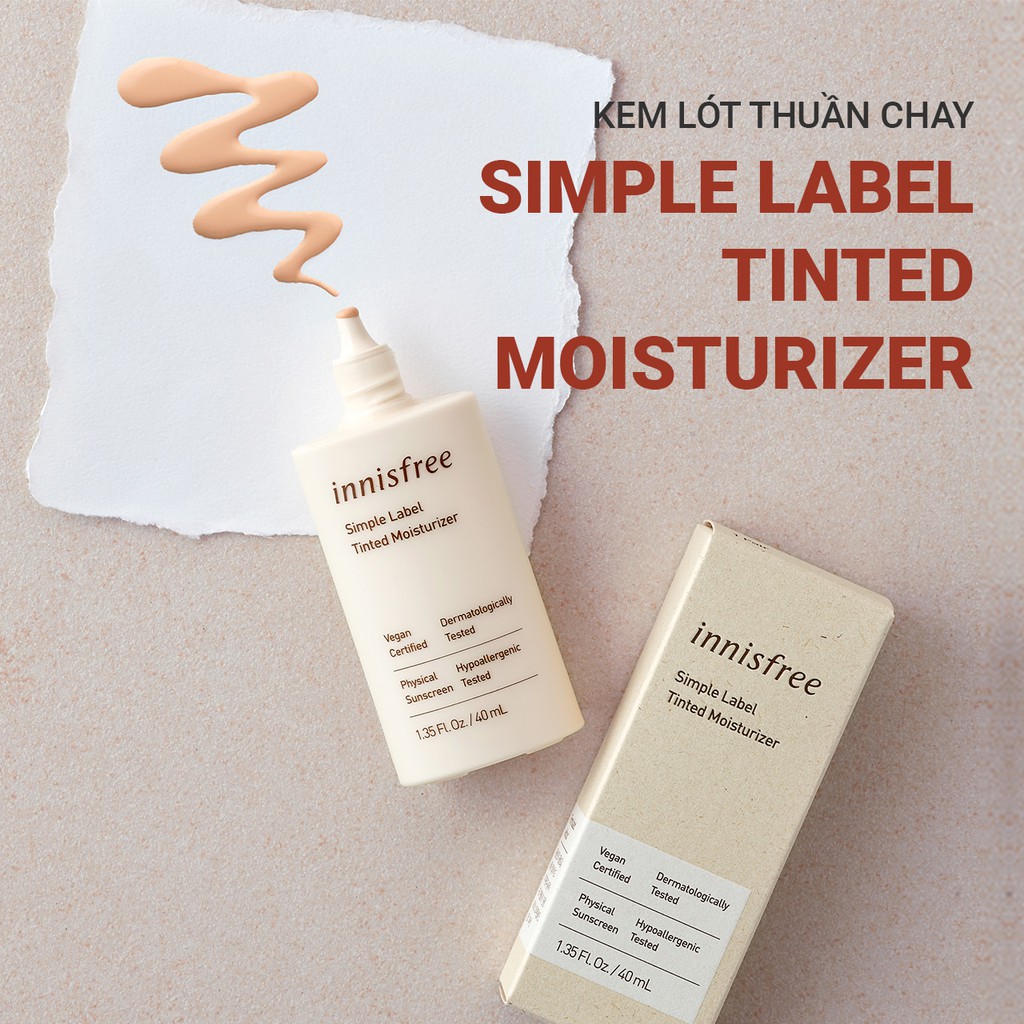 KEM LÓT THUẦN CHAY
SIMPLE LABEL
TINTED
MOISTURIZER
innisfree
Simple Label
Tinted Moisturizer
Vegan
Certified
Dermatologically
Tested
Physical
Sunscreen
Hypoallergenic
Tested
1.35 Fl. Oz. / 40 mL
innisfree
Simple Label
Tinted Moisturizer
Vegan
Certified
Dermatologically
Tested
Physical
Sunscreen
Hypoallergenic
Tested
1.35 Fl. Oz. / 40 mL